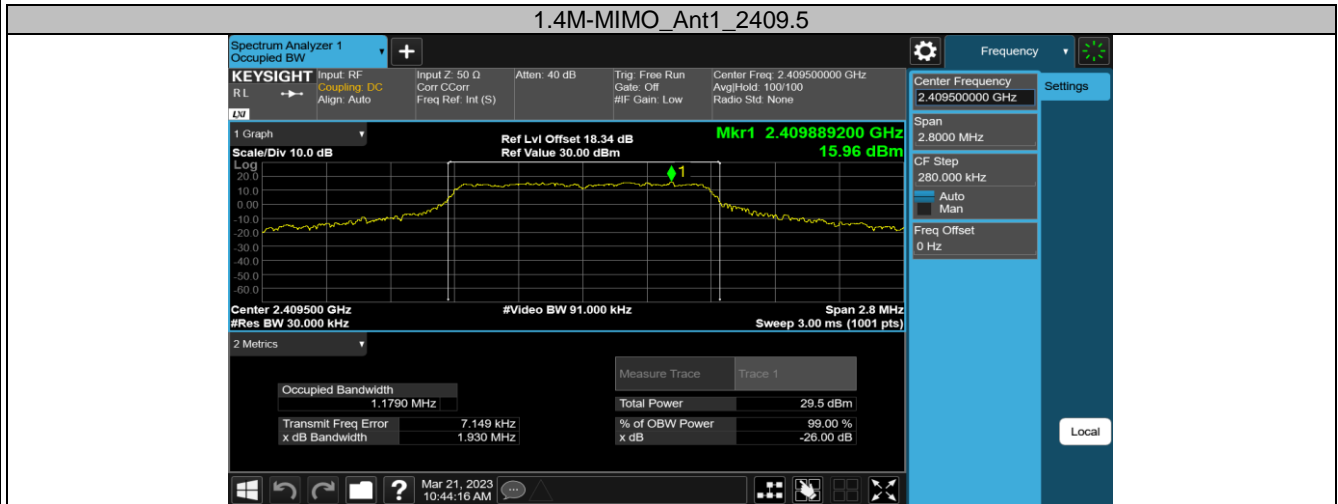 1.4M-MIMO_Ant1_2409.5
Spectrum Analyzer 1
Occupied BW
Frequency
KEYSIGHT
RL
LXI
Input: RF
Coupling: DC
Align: Auto
Input Z: 50 Ω
Corr CCorr
Freq Ref: Int (S)
Atten: 40 dB
Trig: Free Run
Gate: Off
#IF Gain: Low
Center Freq: 2.409500000 GHz
Avg|Hold: 100/100
Radio Std: None
Center Frequency
2.409500000 GHz
Settings
Span
2.8000 MHz
CF Step
280.000 kHz
Auto
Man
Freq Offset
0 Hz
1 Graph
Scale/Div 10.0 dB
Ref Lvl Offset 18.34 dB
Ref Value 30.00 dBm
Mkr1 2.409889200 GHz
15.96 dBm
Log
20.0
10.0
0.00
-10.0
-20.0
-30.0
-40.0
-50.0
-60.0
1
Center 2.409500 GHz
#Video BW 91.000 kHz
Span 2.8 MHz
#Res BW 30.000 kHz
Sweep 3.00 ms (1001 pts)
2 Metrics
Measure Trace
Trace 1
Occupied Bandwidth
1.1790 MHz
Total Power
29.5 dBm
Transmit Freq Error
7.149 kHz
% of OBW Power
99.00 %
x dB Bandwidth
1.930 MHz
x dB
-26.00 dB
Local
?
Mar 21, 2023
10:44:16 AM